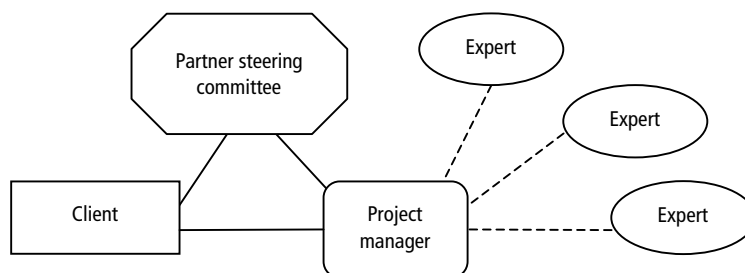 Partner steering
committee
Expert
Expert
Client
Project
manager
Expert